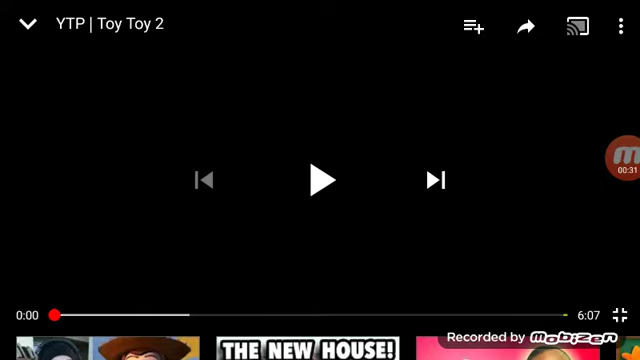 YTP | Toy Toy 2
00:31
0:00
6:07
THE NEW HOUSE!
Recorded by mobizen